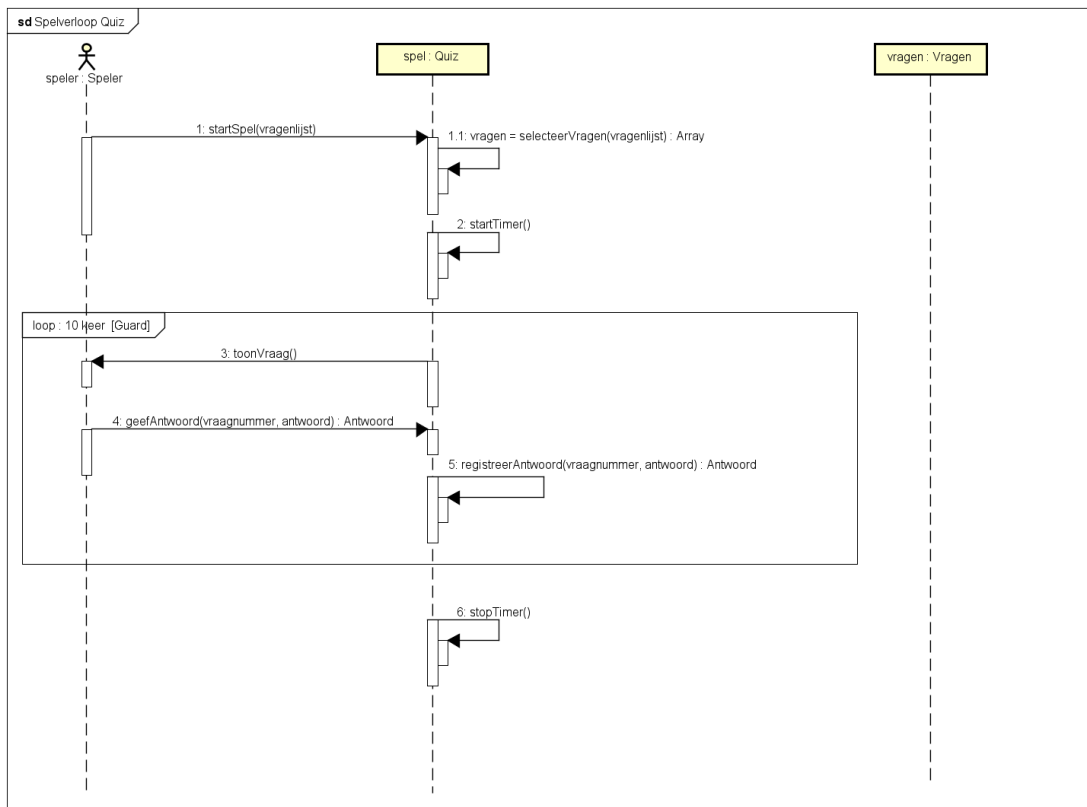 sd Spelverloop Quiz
speler : Speler
spel : Quiz
vragen : Vragen
1: startSpel(vragenlijst)
1.1: vragen = selecteerVragen(vragenlijst) : Array
2: startTimer()
loop : 10 keer [Guard]
3: toonVraag()
4: geefAntwoord(vraagnummer, antwoord) : Antwoord
5: registreerAntwoord(vraagnummer, antwoord) : Antwoord
6: stopTimer()